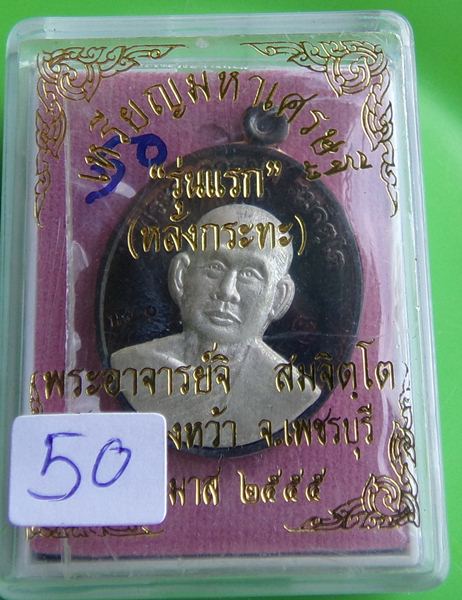 เหรียญมหาเศรษฐี
50
"รุ่นแรก"
(หลังกระทะ)
พระอาจารย์จิ สมจิตฺโต
งหว้า จ.เพชรบุรี
มาส ๒๕๕๕
50